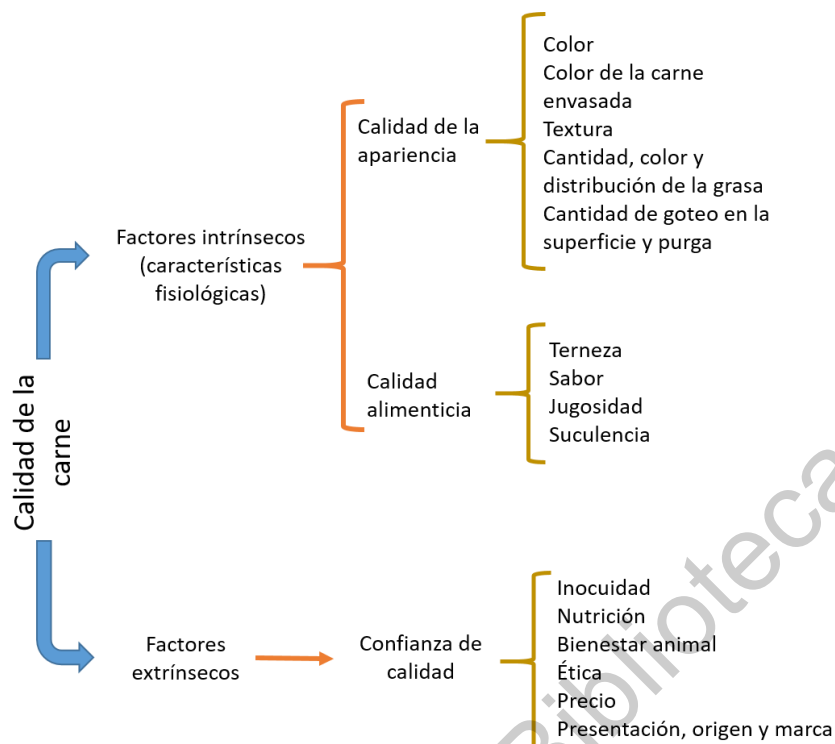 Calidad de la
carne
Factores intrínsecos
(características
fisiológicas)
Calidad de la
apariencia
Color
Color de la carne
envasada
Textura
Cantidad, color y
distribución de la grasa
Cantidad de goteo en la
superficie y purga
Calidad
alimenticia
Terneza
Sabor
Jugosidad
Suculencia
Factores
extrínsecos
Confianza de
calidad
Inocuidad
Nutrición
Bienestar animal
Ética
Precio
Presentación, origen y marca
Biblioteca